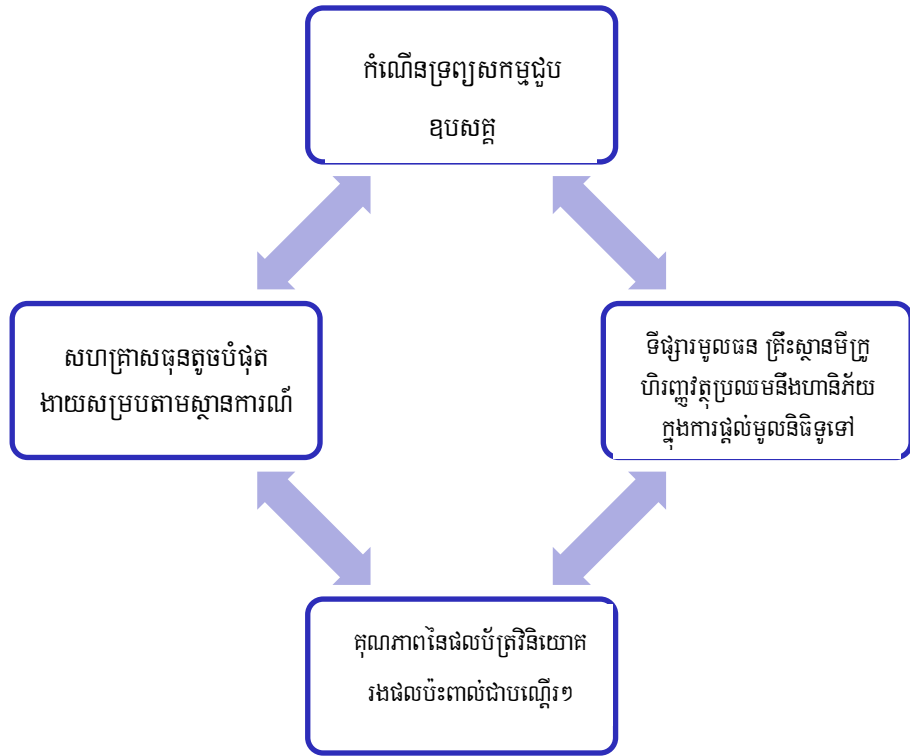 កំណើនទ្រព្យសកម្មជួប
ឧបសគ្គ
សហគ្រាសធុនតូចបំផុត
ងាយសម្របតាមស្ថានការណ៍
ទីផ្សារមូលធន គ្រឹះស្ថានមីក្រូ
ហិរញ្ញវត្ថុប្រឈមនឹងហានិភ័យ
ក្នុងការផ្តល់មូលនិធិទូទៅ
គុណភាពនៃផលប័ត្រវិនិយោគ
រងផលប៉ះពាល់ជាបណ្តើរៗ